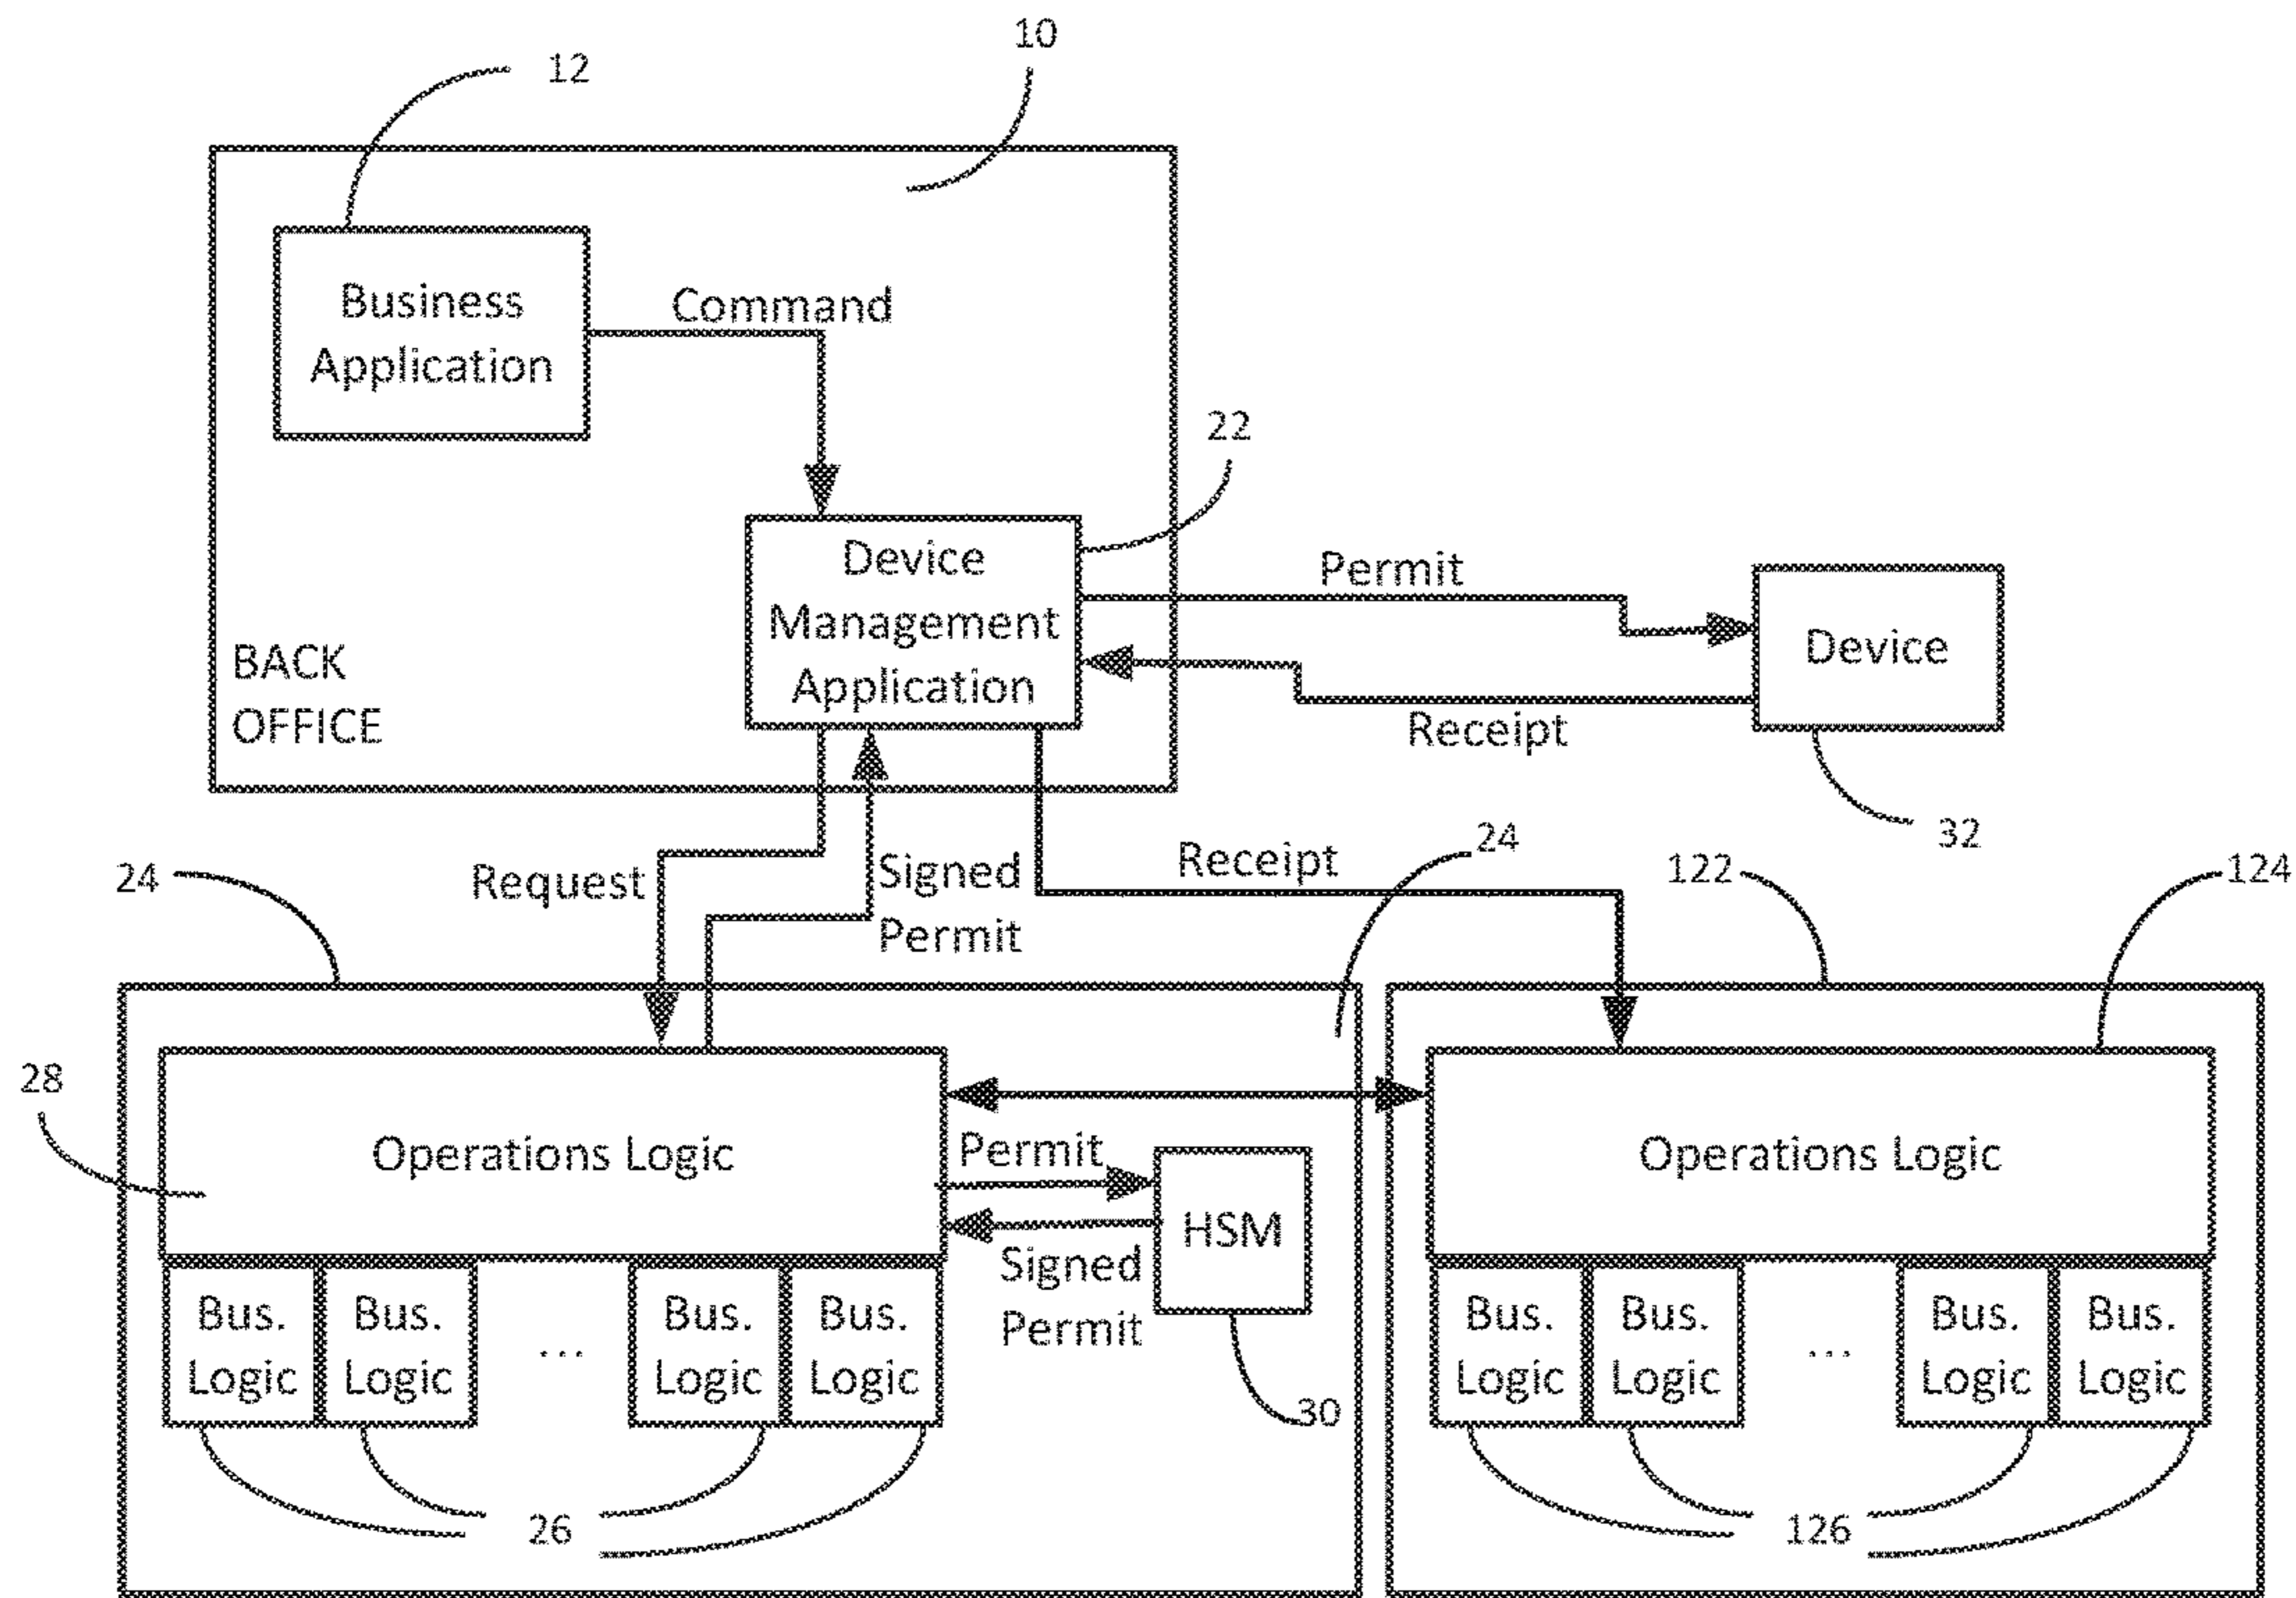 10
12
Business
Application
Command
22
Device
Management
Application
Permit
Device
Receipt
BACK
OFFICE
32
24
Request
Signed
Permit
Receipt
24
122
124
28
Operations Logic
Permit
HSM
Signed
Permit
30
Operations Logic
Bus.
Logic
Bus.
Logic
...
Bus.
Logic
Bus.
Logic
26
Bus.
Logic
Bus.
Logic
...
Bus.
Logic
Bus.
Logic
126